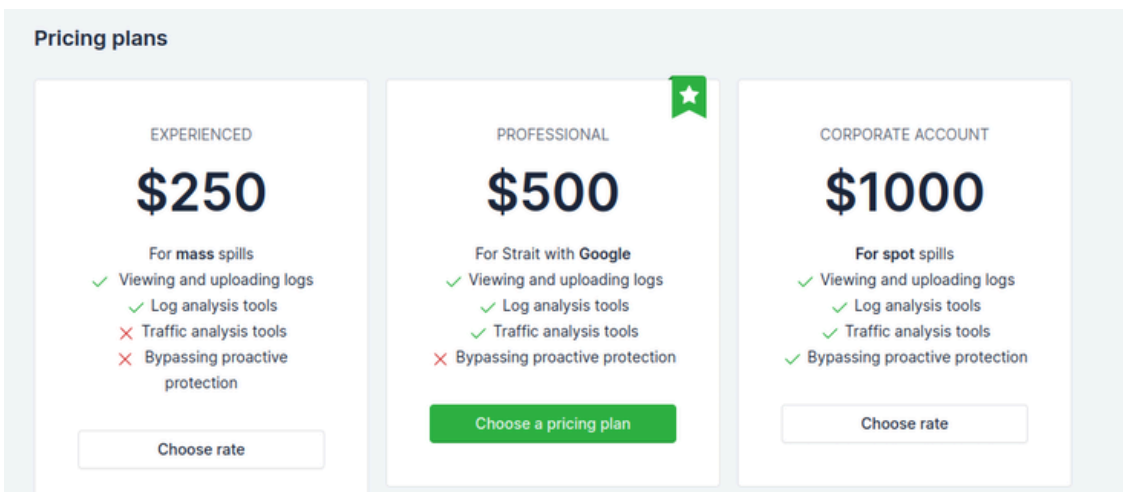 Pricing plans
EXPERIENCED
$250
For mass spills
Viewing and uploading logs
Log analysis tools
Traffic analysis tools
Bypassing proactive
protection
Choose rate
PROFESSIONAL
$500
For Strait with Google
Viewing and uploading logs
Log analysis tools
Traffic analysis tools
Bypassing proactive protection
Choose a pricing plan
CORPORATE ACCOUNT
$1000
For spot spills
Viewing and uploading logs
Log analysis tools
Traffic analysis tools
Bypassing proactive protection
Choose rate